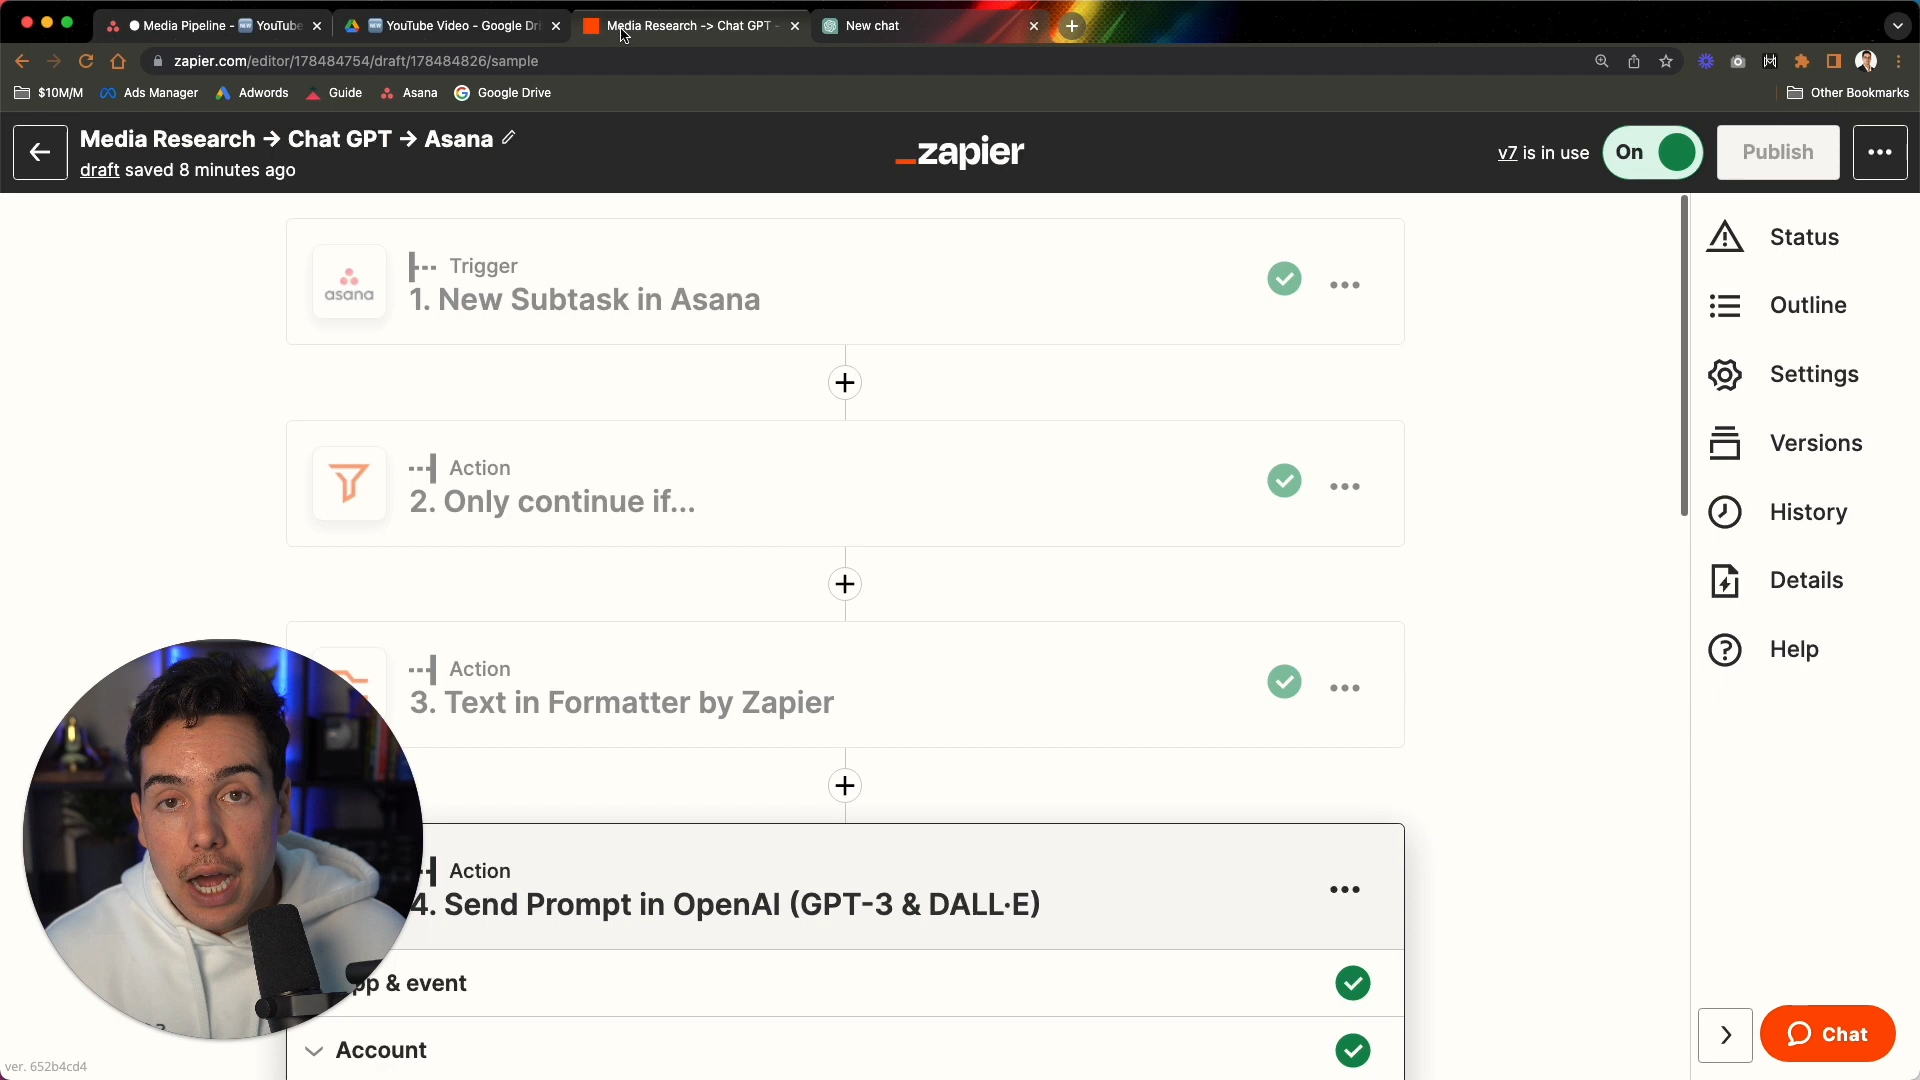 Media Pipeline - NEW YouTube
NEW YouTube Video - Google Dri
Media Research -> Chat GPT -
New chat
zapier.com/editor/178484754/draft/178484826/sample
$10M/M
Ads Manager
Adwords
Guide
Asana
Google Drive
Other Bookmarks
Media Research → Chat GPT → Asana
draft saved 8 minutes ago
_zapier
v7 is in use
On
Publish
asana
Trigger
1. New Subtask in Asana
Action
2. Only continue if...
Action
3. Text in Formatter by Zapier
Action
4. Send Prompt in OpenAI (GPT-3 & DALL·E)
pp & event
Account
Status
Outline
Settings
Versions
History
Details
Help
Chat
ver. 652b4cd4